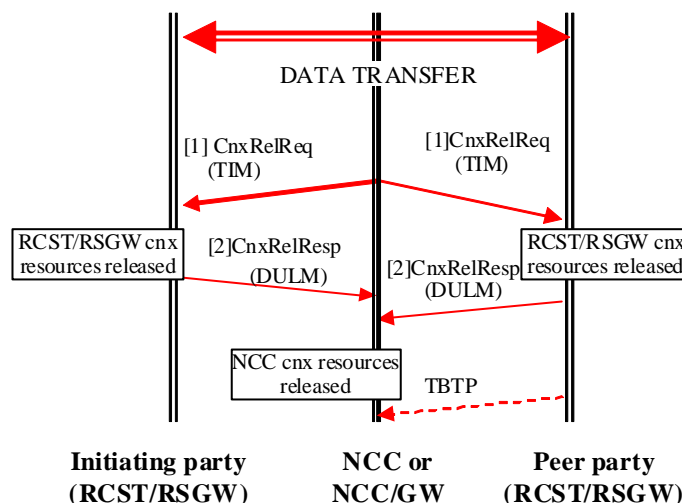 DATA TRANSFER
[1] CnxRelReq
(TIM)
[1]CnxRelReq
(TIM)
RCST/RSGW cnx
resources released
RCST/RSGW cnx
resources released
[2]CnxRelResp
(DULM)
[2]CnxRelResp
(DULM)
NCC cnx resources
released
TBTP
Initiating party
(RCST/RSGW)
NCC or
NCC/GW
Peer party
(RCST/RSGW)